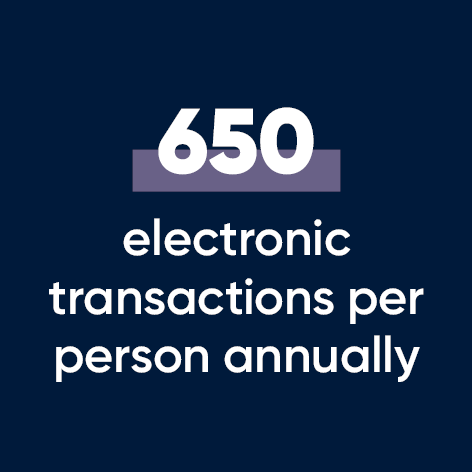 650
electronic
transactions per
person annually